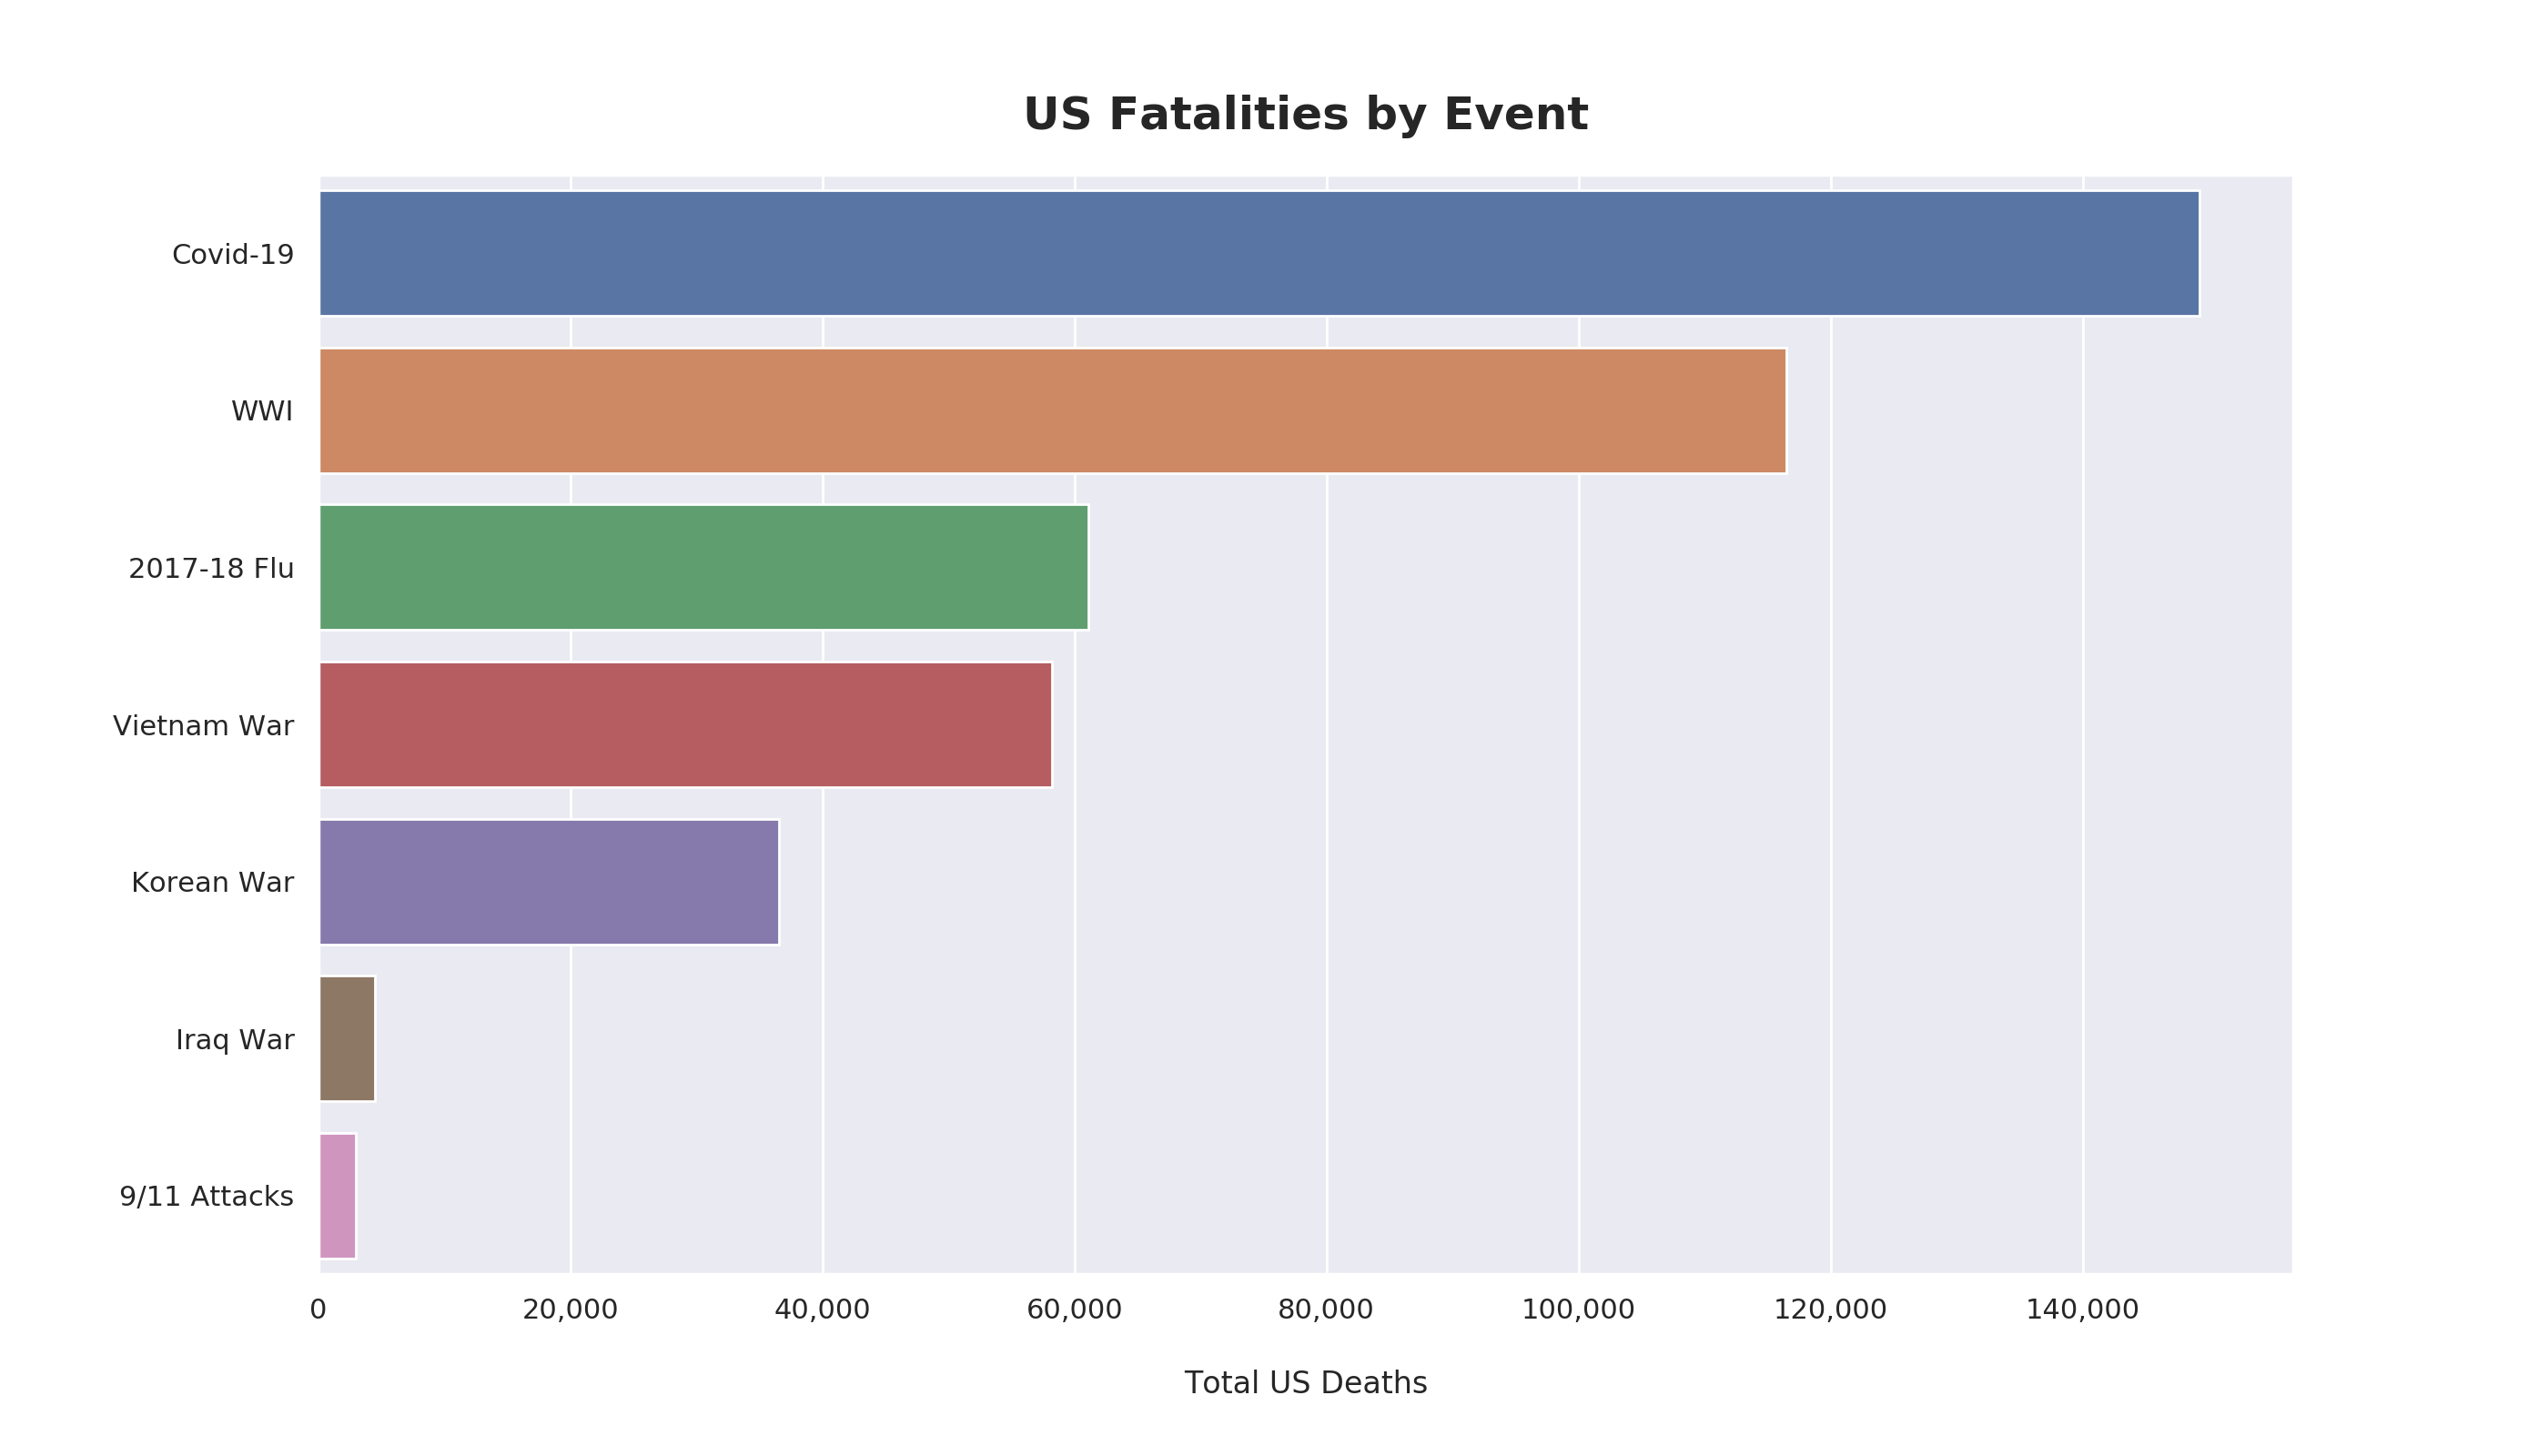 US Fatalities by Event
Covid-19
WWI
2017-18 Flu
Vietnam War
Korean War
Iraq War
9/11 Attacks
0 20,000 40,000 60,000 80,000 100,000 120,000 140,000
Total US Deaths